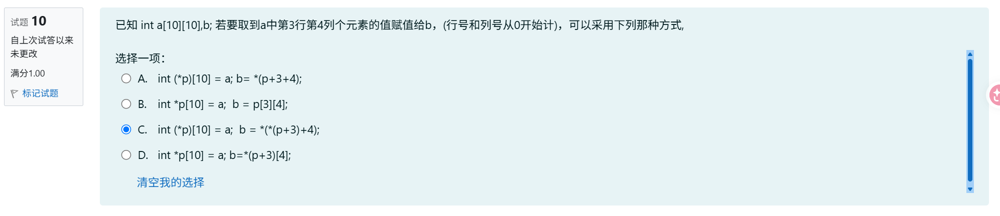 试题 10
自上次试答以来
未更改
满分1.00
标记试题
已知 int a[10][10],b; 若要取到a中第3行第4列个元素的值赋值给b，(行号和列号从0开始计)，可以采用下列那种方式,
选择一项：
A. int (*p)[10] = a; b= *(p+3+4);
B. int *p[10] = a;  b = p[3][4];
C. int (*p)[10] = a;  b = *(*(p+3)+4);
D. int *p[10] = a; b=*(p+3)[4];
清空我的选择